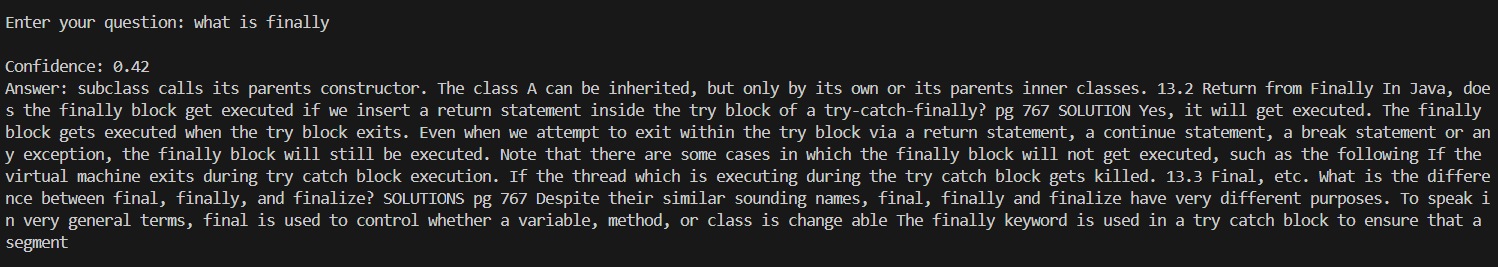 Enter your question: what is finally
Confidence: 0.42
Answer: subclass calls its parents constructor. The class A can be inherited, but only by its own or its parents inner classes. 13.2 Return from Finally In Java, doe
s the finally block get executed if we insert a return statement inside the try block of a try-catch-finally? pg 767 SOLUTION Yes, it will get executed. The finally
block gets executed when the try block exits. Even when we attempt to exit within the try block via a return statement, a continue statement, a break statement or an
y exception, the finally block will still be executed. Note that there are some cases in which the finally block will not get executed, such as the following If the
virtual machine exits during try catch block execution. If the thread which is executing during the try catch block gets killed. 13.3 Final, etc. What is the differe
nce between final, finally, and finalize? SOLUTIONS pg 767 Despite their similar sounding names, final, finally and finalize have very different purposes. To speak i
n very general terms, final is used to control whether a variable, method, or class is change able The finally keyword is used in a try catch block to ensure that a
segment